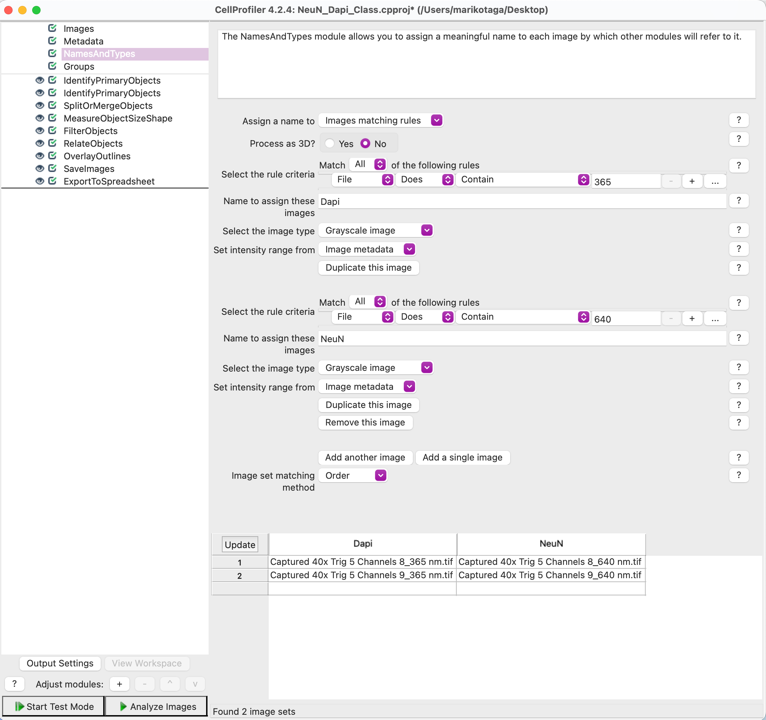 CellProfiler 4.2.4: NeuN_Dapi_Class.cpproj* (/Users/marikotaga/Desktop)
Images
Metadata
NamesAndTypes
Groups
IdentifyPrimaryObjects
IdentifyPrimaryObjects
SplitOrMergeObjects
MeasureObjectSizeShape
FilterObjects
RelateObjects
OverlayOutlines
SaveImages
ExportToSpreadsheet
The NamesAndTypes module allows you to assign a meaningful name to each image by which other modules will refer to it.
Assign a name to Images matching rules ?
Process as 3D? Yes No ?
Match All of the following rules ?
Select the rule criteria
File Does Contain 365 - + ...
Name to assign these images Dapi ?
Select the image type Grayscale image ?
Set intensity range from Image metadata ?
Duplicate this image ?
Match All of the following rules ?
Select the rule criteria
File Does Contain 640 - + ...
Name to assign these images NeuN ?
Select the image type Grayscale image ?
Set intensity range from Image metadata ?
Duplicate this image ?
Remove this image ?
Add another image Add a single image ?
Image set matching method Order ?
Update Dapi NeuN
1 Captured 40x Trig 5 Channels 8_365 nm.tif Captured 40x Trig 5 Channels 8_640 nm.tif
2 Captured 40x Trig 5 Channels 9_365 nm.tif Captured 40x Trig 5 Channels 9_640 nm.tif
Output Settings View Workspace
? Adjust modules: + - ^ v
Start Test Mode Analyze Images
Found 2 image sets